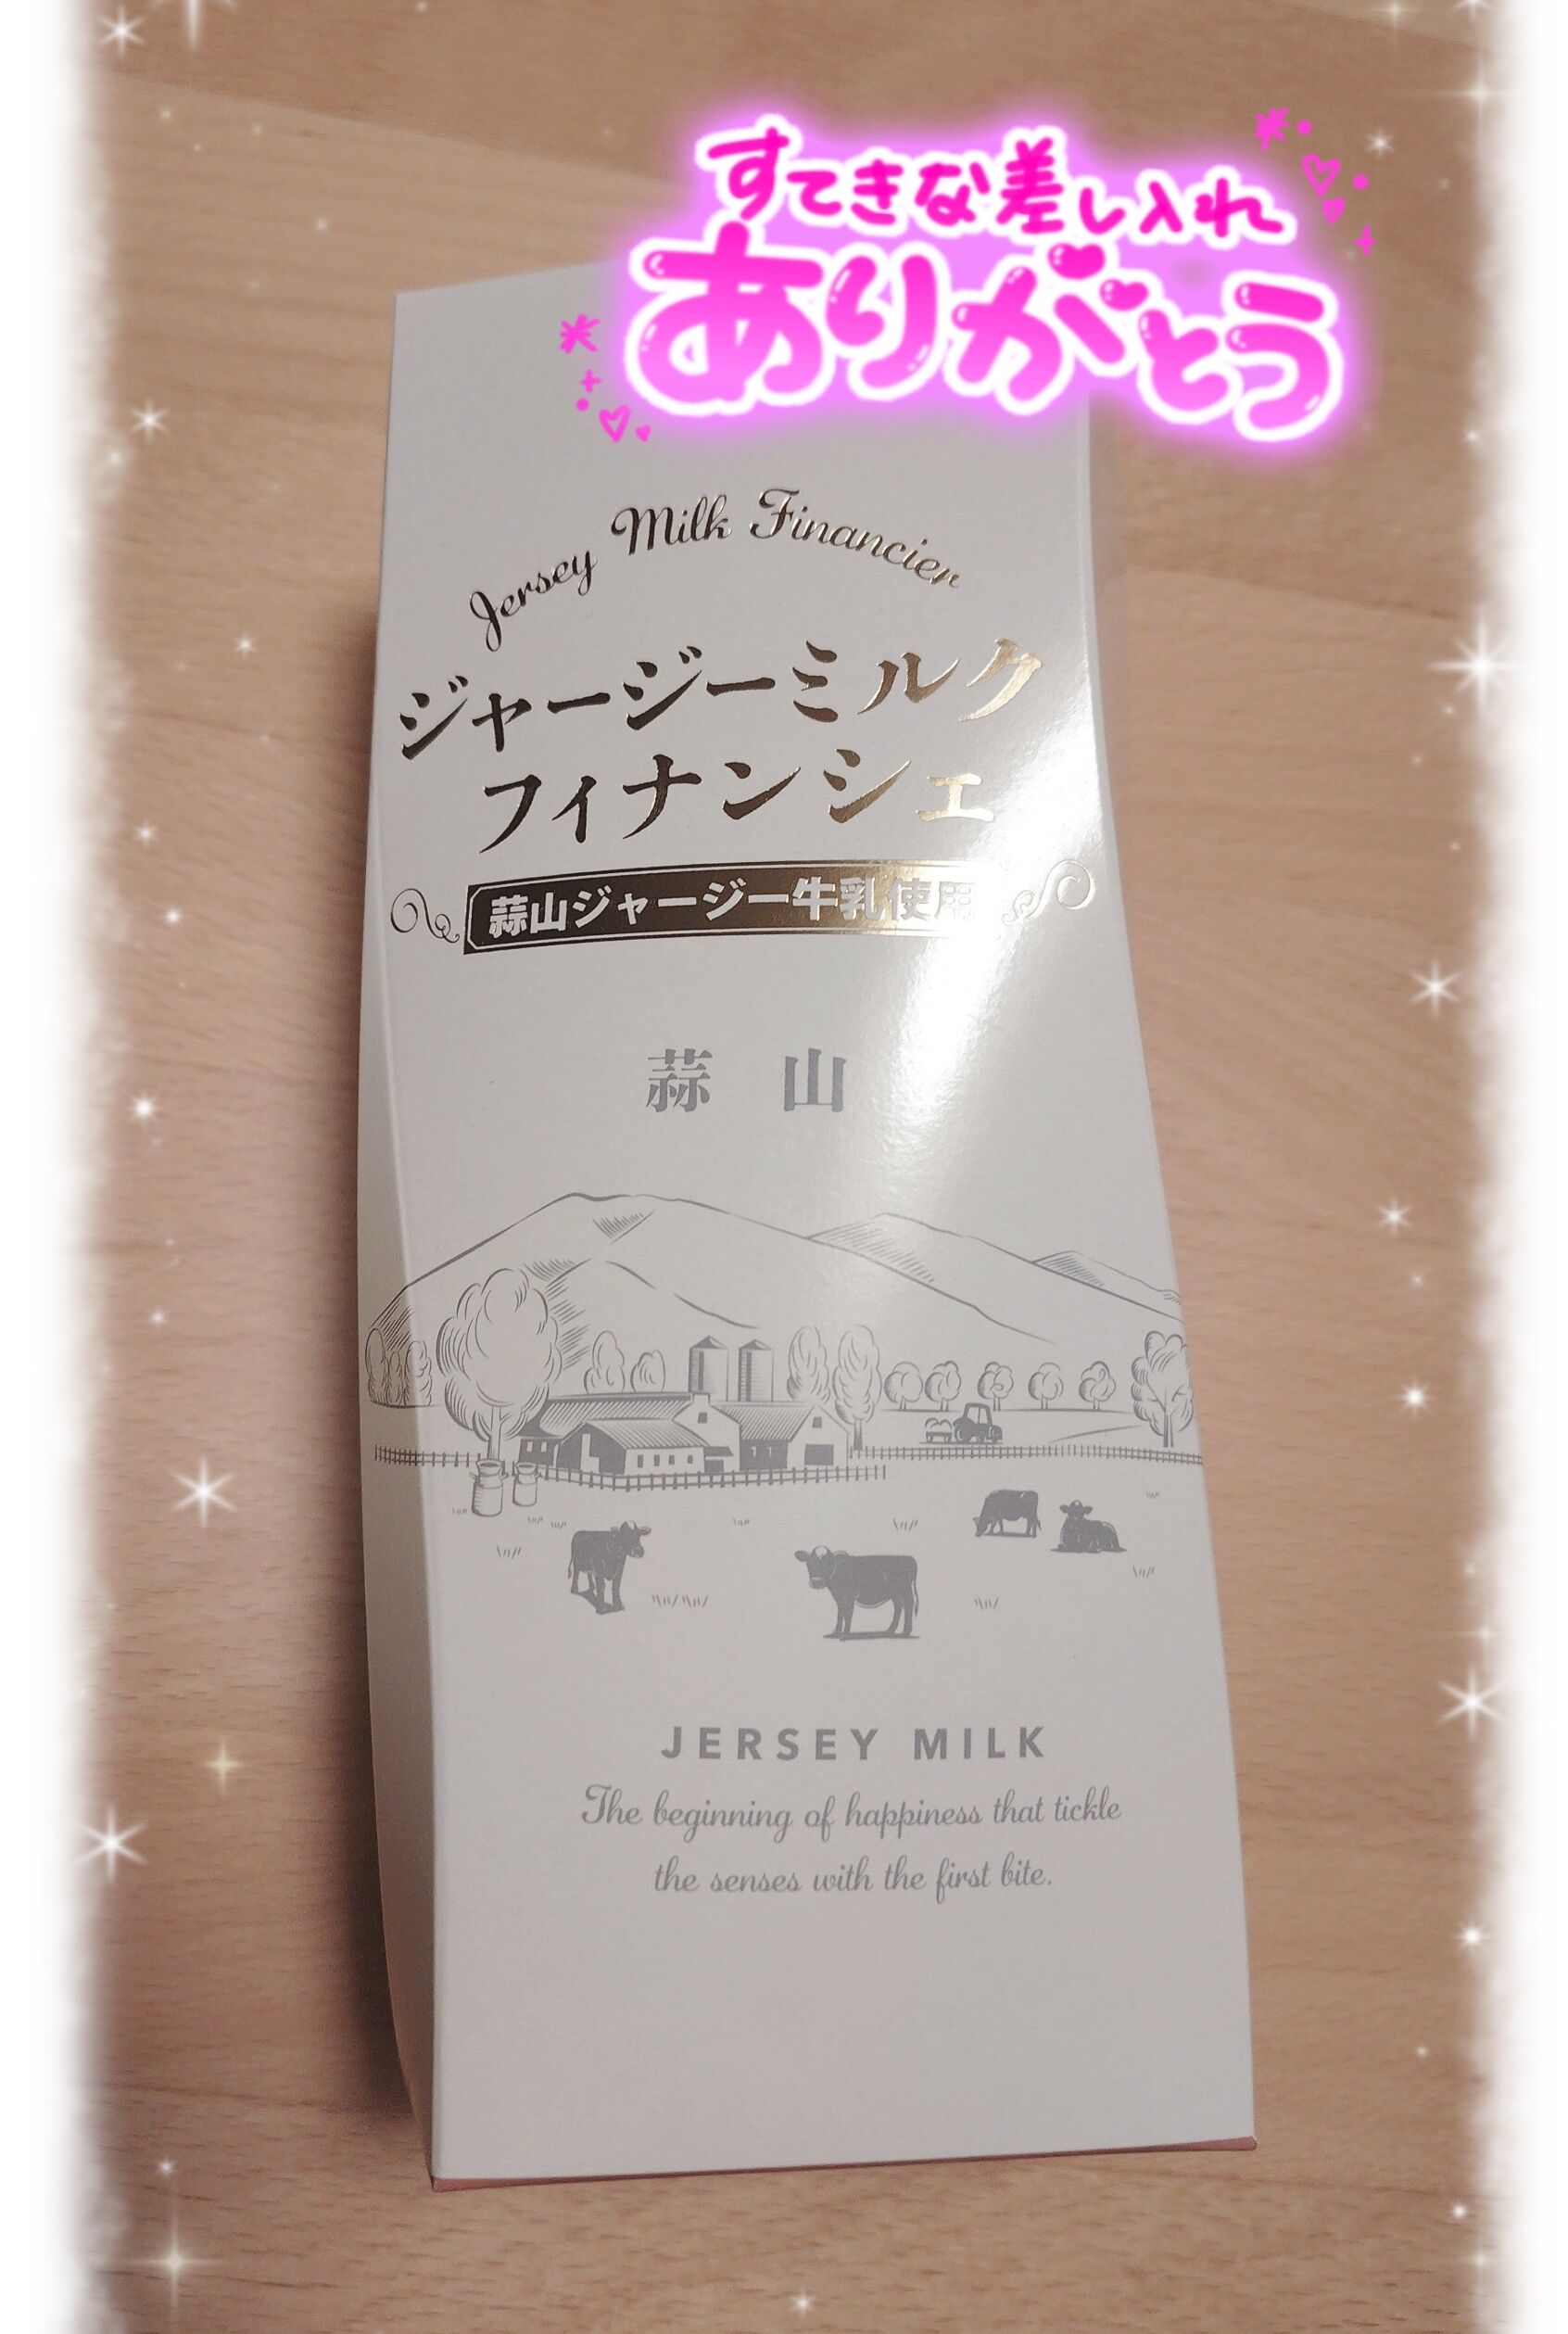 すてきな差し入れ
ありがとう
Jersey Milk Financier
ジャージーミルク
フィナンシェ
蒜山ジャージー牛乳使用
蒜 山
JERSEY MILK
The beginning of happiness that tickle
the senses with the first bite.